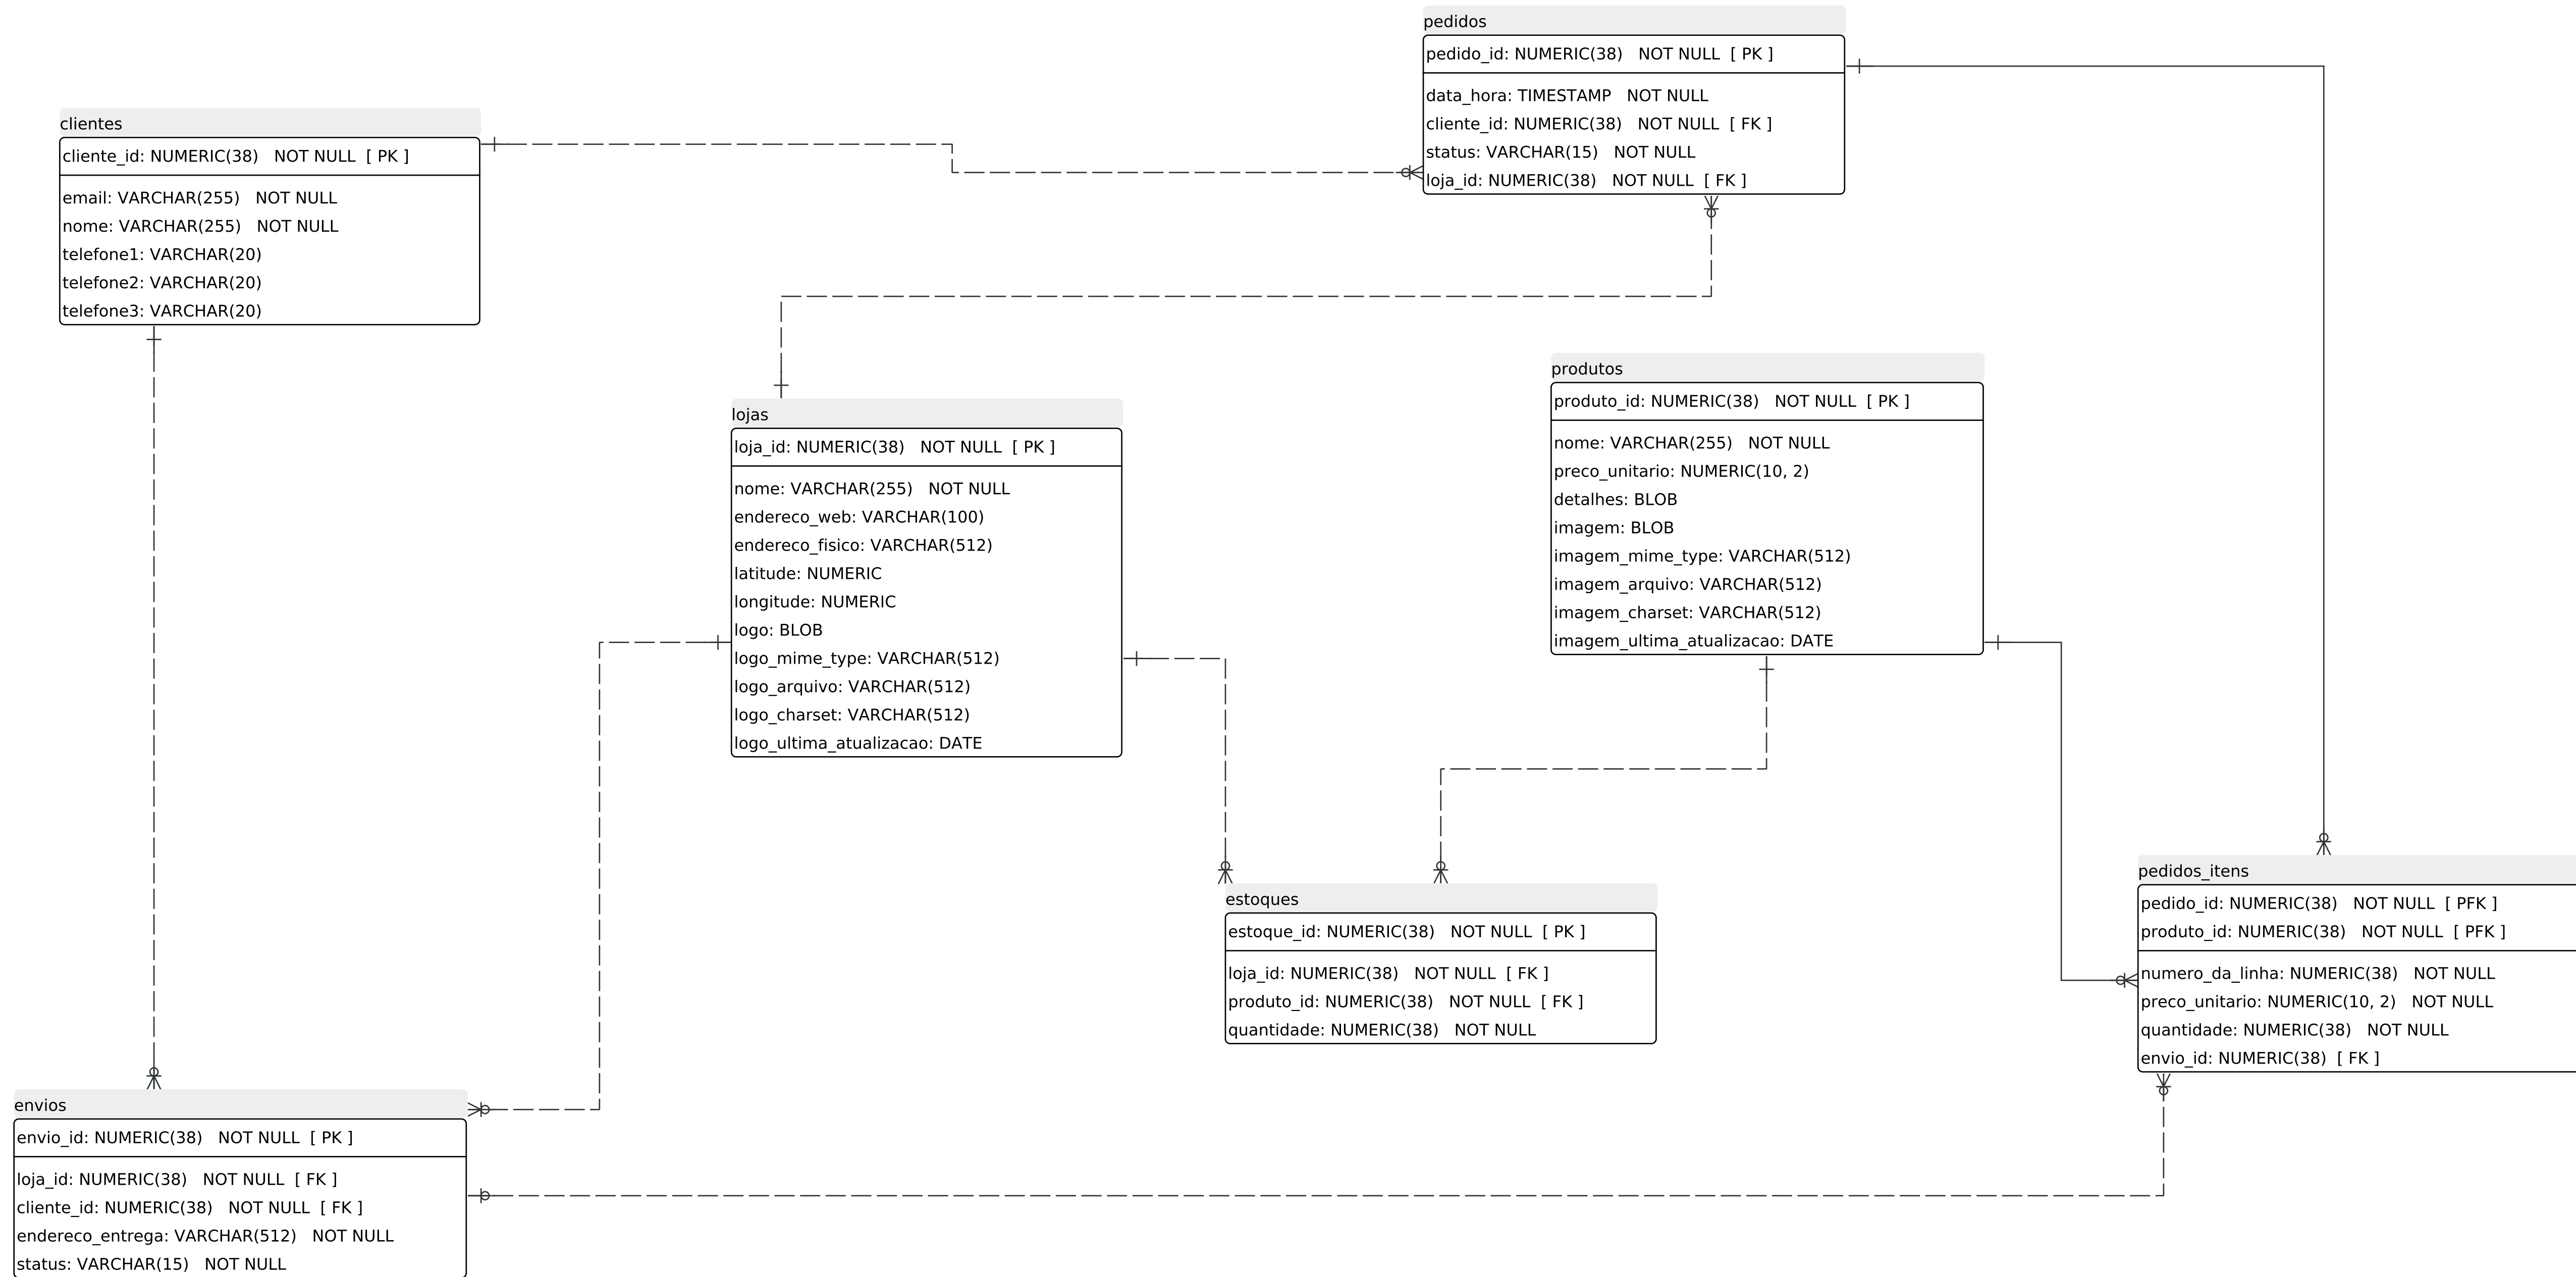 pedidos
pedido_id: NUMERIC(38)   NOT NULL  [ PK ]
data_hora: TIMESTAMP   NOT NULL
cliente_id: NUMERIC(38)   NOT NULL  [ FK ]
status: VARCHAR(15)   NOT NULL
loja_id: NUMERIC(38)   NOT NULL  [ FK ]
clientes
cliente_id: NUMERIC(38)   NOT NULL  [ PK ]
email: VARCHAR(255)   NOT NULL
nome: VARCHAR(255)   NOT NULL
telefone1: VARCHAR(20)
telefone2: VARCHAR(20)
telefone3: VARCHAR(20)
produtos
produto_id: NUMERIC(38)   NOT NULL  [ PK ]
nome: VARCHAR(255)   NOT NULL
preco_unitario: NUMERIC(10, 2)
detalhes: BLOB
imagem: BLOB
imagem_mime_type: VARCHAR(512)
imagem_arquivo: VARCHAR(512)
imagem_charset: VARCHAR(512)
imagem_ultima_atualizacao: DATE
lojas
loja_id: NUMERIC(38)   NOT NULL  [ PK ]
nome: VARCHAR(255)   NOT NULL
endereco_web: VARCHAR(100)
endereco_fisico: VARCHAR(512)
latitude: NUMERIC
longitude: NUMERIC
logo: BLOB
logo_mime_type: VARCHAR(512)
logo_arquivo: VARCHAR(512)
logo_charset: VARCHAR(512)
logo_ultima_atualizacao: DATE
pedidos_itens
pedido_id: NUMERIC(38)   NOT NULL  [ PFK ]
produto_id: NUMERIC(38)   NOT NULL  [ PFK ]
numero_da_linha: NUMERIC(38)   NOT NULL
preco_unitario: NUMERIC(10, 2)   NOT NULL
quantidade: NUMERIC(38)   NOT NULL
envio_id: NUMERIC(38)  [ FK ]
estoques
estoque_id: NUMERIC(38)   NOT NULL  [ PK ]
loja_id: NUMERIC(38)   NOT NULL  [ FK ]
produto_id: NUMERIC(38)   NOT NULL  [ FK ]
quantidade: NUMERIC(38)   NOT NULL
envios
envio_id: NUMERIC(38)   NOT NULL  [ PK ]
loja_id: NUMERIC(38)   NOT NULL  [ FK ]
cliente_id: NUMERIC(38)   NOT NULL  [ FK ]
endereco_entrega: VARCHAR(512)   NOT NULL
status: VARCHAR(15)   NOT NULL